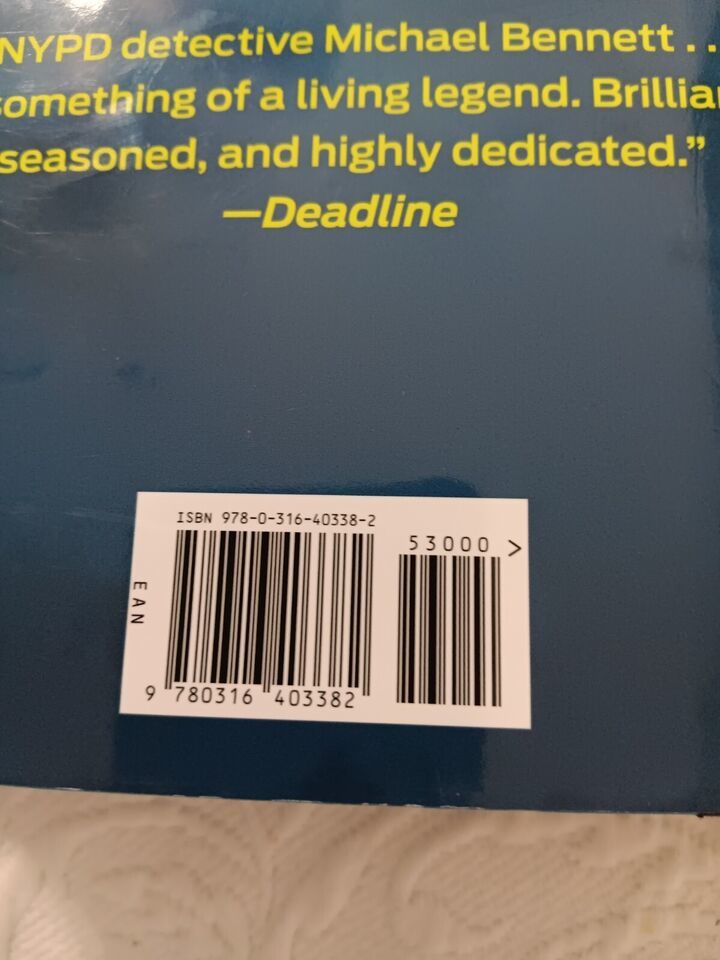 NYPD detective Michael Bennett . .
something of a living legend. Brillia
seasoned, and highly dedicated.”
—Deadline
ISBN 978-0-316-40338-2
53000 >
EAN
9 780316 403382